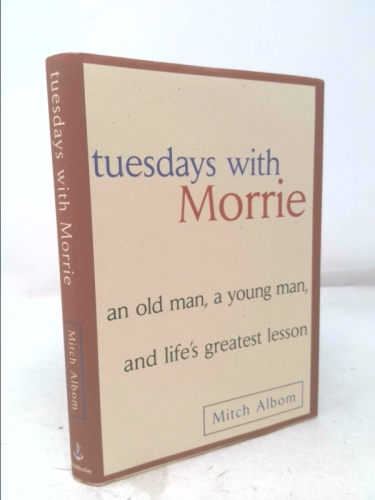 tuesdays with Morrie
Mitch Albom
Doubleday
tuesdays with
Morrie
an old man, a young man,
and life's greatest lesson
Mitch Albom